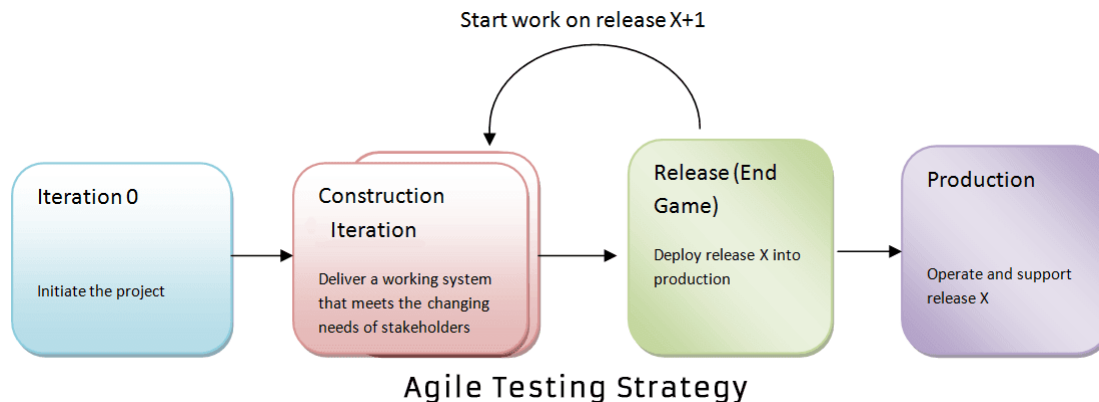 Start work on release X+1
Iteration 0
Initiate the project
Construction
Iteration
Deliver a working system
that meets the changing
needs of stakeholders
Release (End
Game)
Deploy release X into
production
Production
Operate and support
release X
Agile Testing Strategy